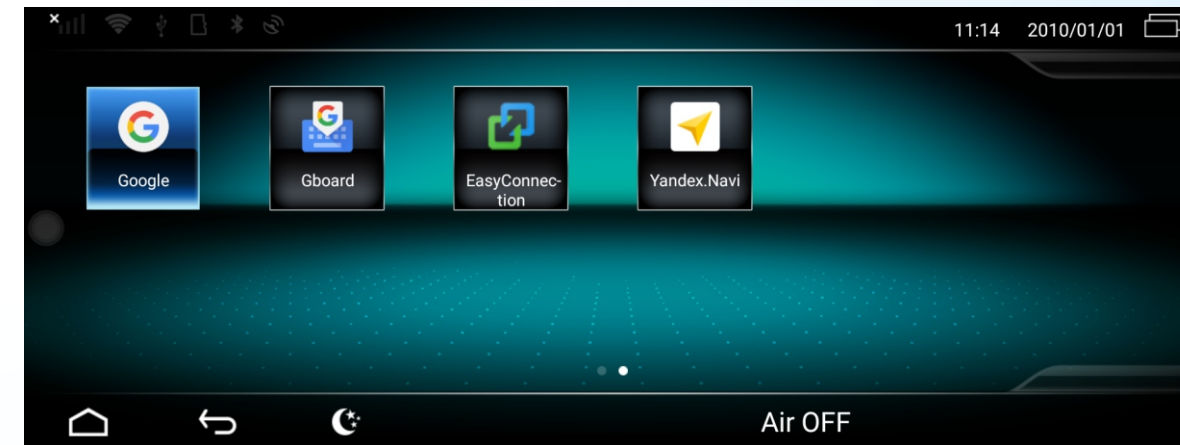 11:14 2010/01/01
Google
Gboard
EasyConnec-
tion
Yandex.Navi
Air OFF